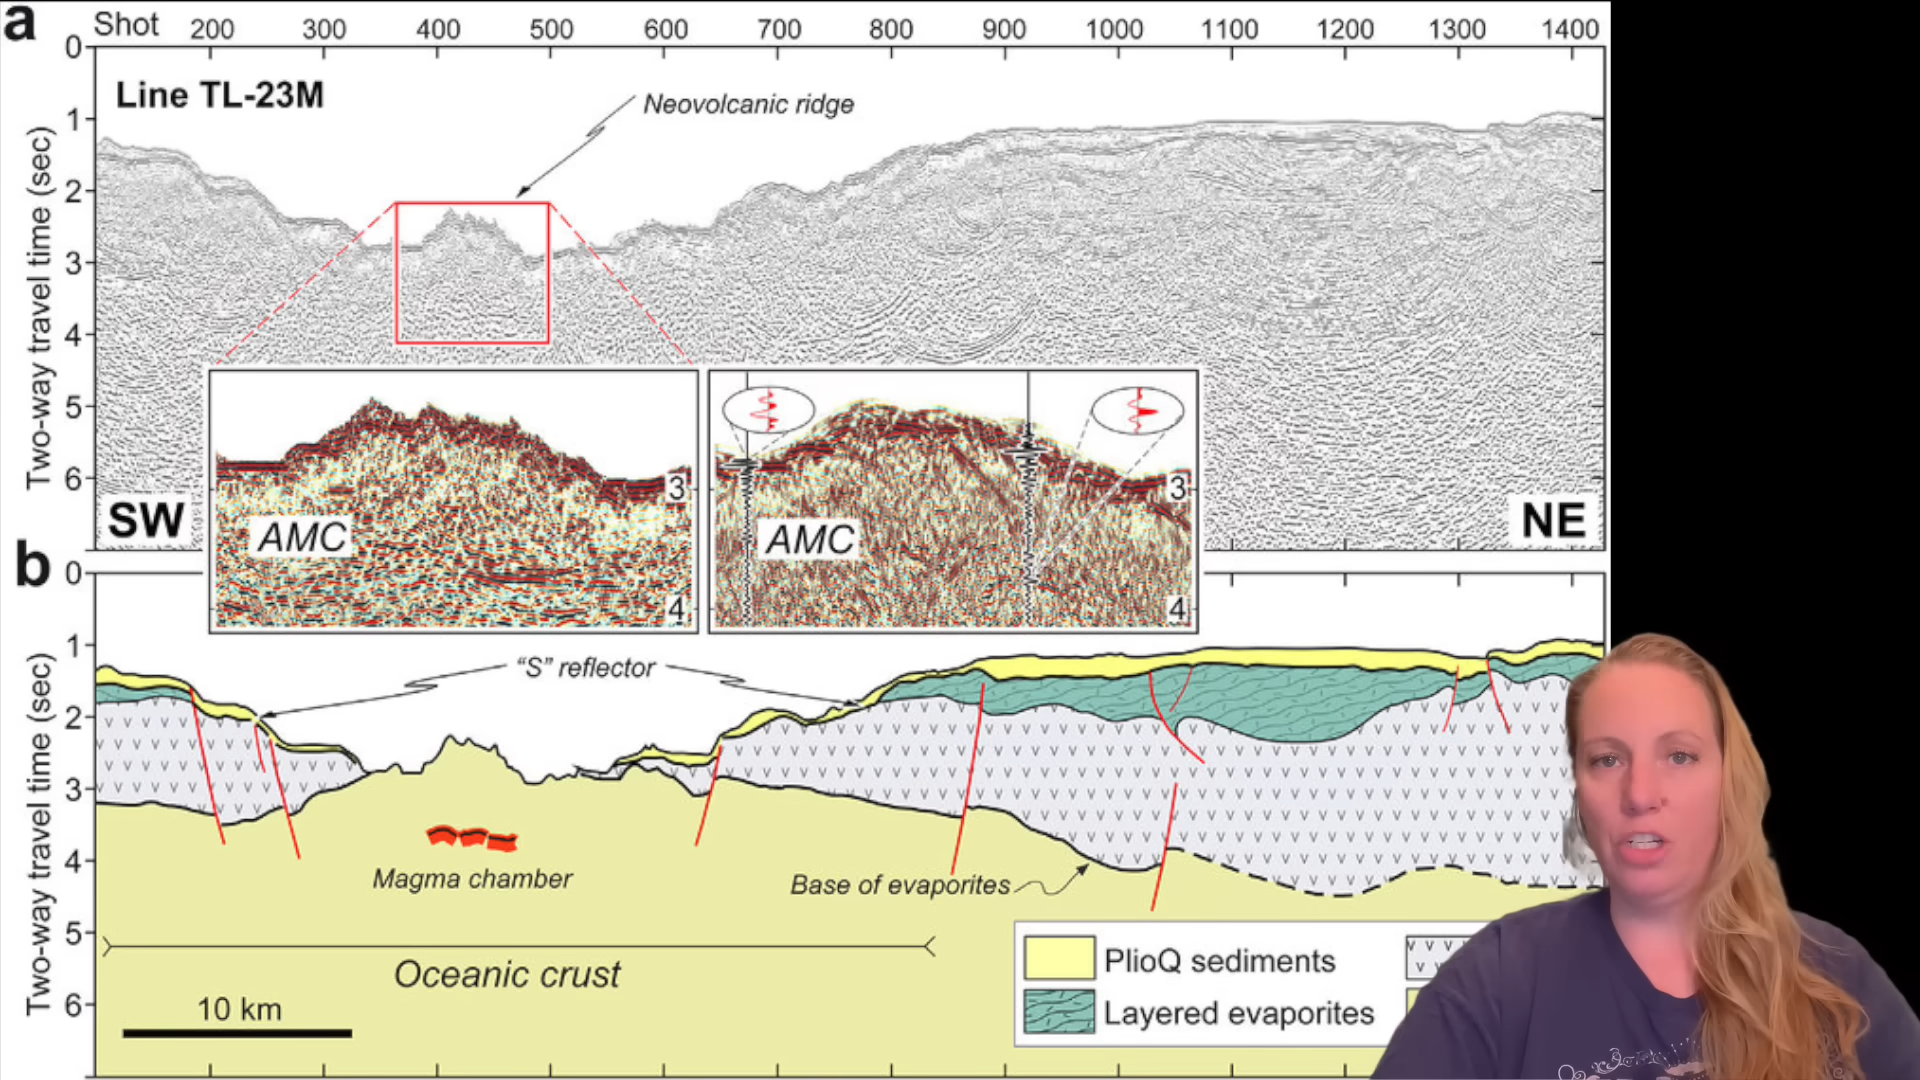 a
Shot 200 300 400 500 600 700 800 900 1000 1100 1200 1300 1400
Line TL-23M
Neovolcanic ridge
0
1
2
3
4
5
6
Two-way travel time (sec)
AMC
3
4
AMC
3
4
SW
NE
b
0
1
2
3
4
5
6
Two-way travel time (sec)
“S” reflector
Magma chamber
Base of evaporites
Oceanic crust
10 km
PlioQ sediments
Layered evaporites